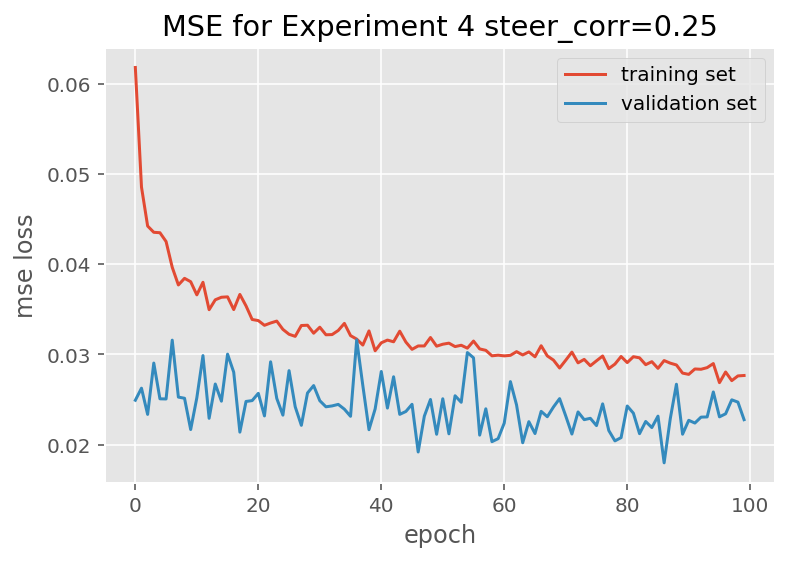 MSE for Experiment 4 steer_corr=0.25
training set
validation set
0.06
0.05
0.04
0.03
0.02
mse loss
0
20
40
60
80
100
epoch